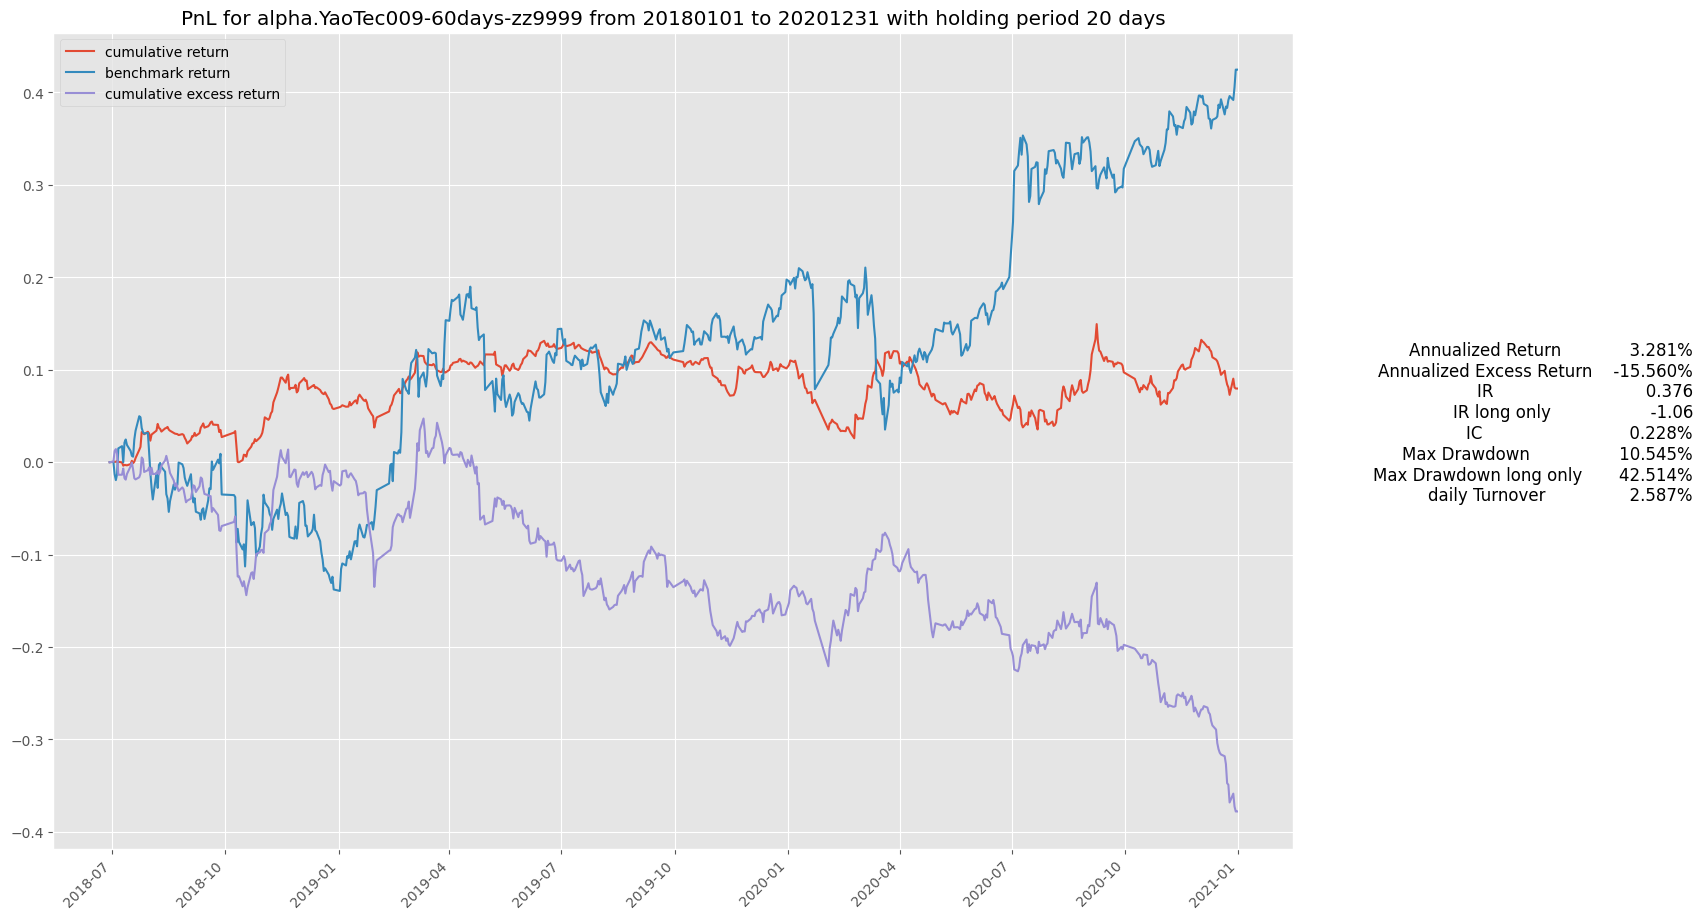 PnL for alpha.YaoTec009-60days-zz9999 from 20180101 to 20201231 with holding period 20 days
cumulative return
benchmark return
cumulative excess return
0.4
0.3
0.2
0.1
0.0
−0.1
−0.2
−0.3
−0.4
2018-07
2018-10
2019-01
2019-04
2019-07
2019-10
2020-01
2020-04
2020-07
2020-10
2021-01
Annualized Return 3.281%
Annualized Excess Return -15.560%
IR 0.376
IR long only -1.06
IC 0.228%
Max Drawdown 10.545%
Max Drawdown long only 42.514%
daily Turnover 2.587%